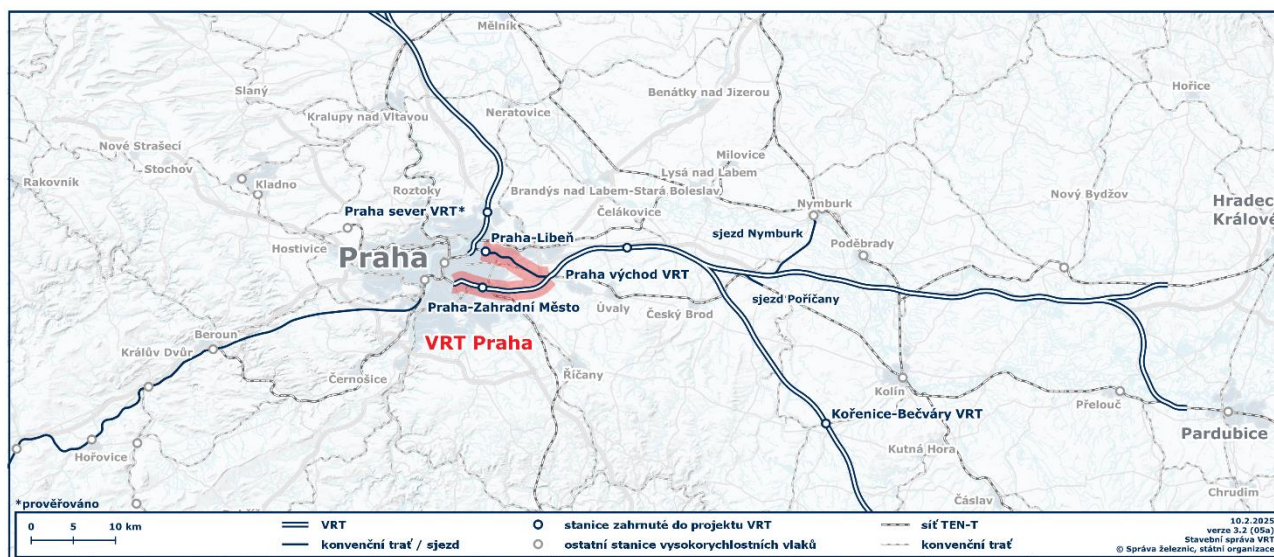 Mělník
Slaný
Benátky nad Jizerou
Hořice
Kralupy nad Vltavou
Neratovice
Nové Strašecí
Stochov
Milovice
Rakovník
Kladno
Roztoky
Brandýs nad Labem-Stará Boleslav
Lysá nad Labem
Nový Bydžov
Nymburk
Hradec
Králové
Praha sever VRT*
Čelákovice
Hostivice
Praha-Libeň
sjezd Nymburk
Poděbrady
Praha
Praha východ VRT
sjezd Poříčany
Praha-Zahradní Město
Úvaly
Český Brod
Beroun
VRT Praha
Králův Dvůr
Černošice
Říčany
Kolín
Přelouč
Kořenice-Bečváry VRT
Pardubice
Hořovice
Kutná Hora
Čáslav
Chrudim
*prověřováno
0 5 10 km
VRT
konvenční trať / sjezd
stanice zahrnuté do projektu VRT
ostatní stanice vysokorychlostních vlaků
síť TEN-T
konvenční trať
10.2.2025
verze 3.2 (05a)
Stavební správa VRT
© Správa železnic, státní organizace